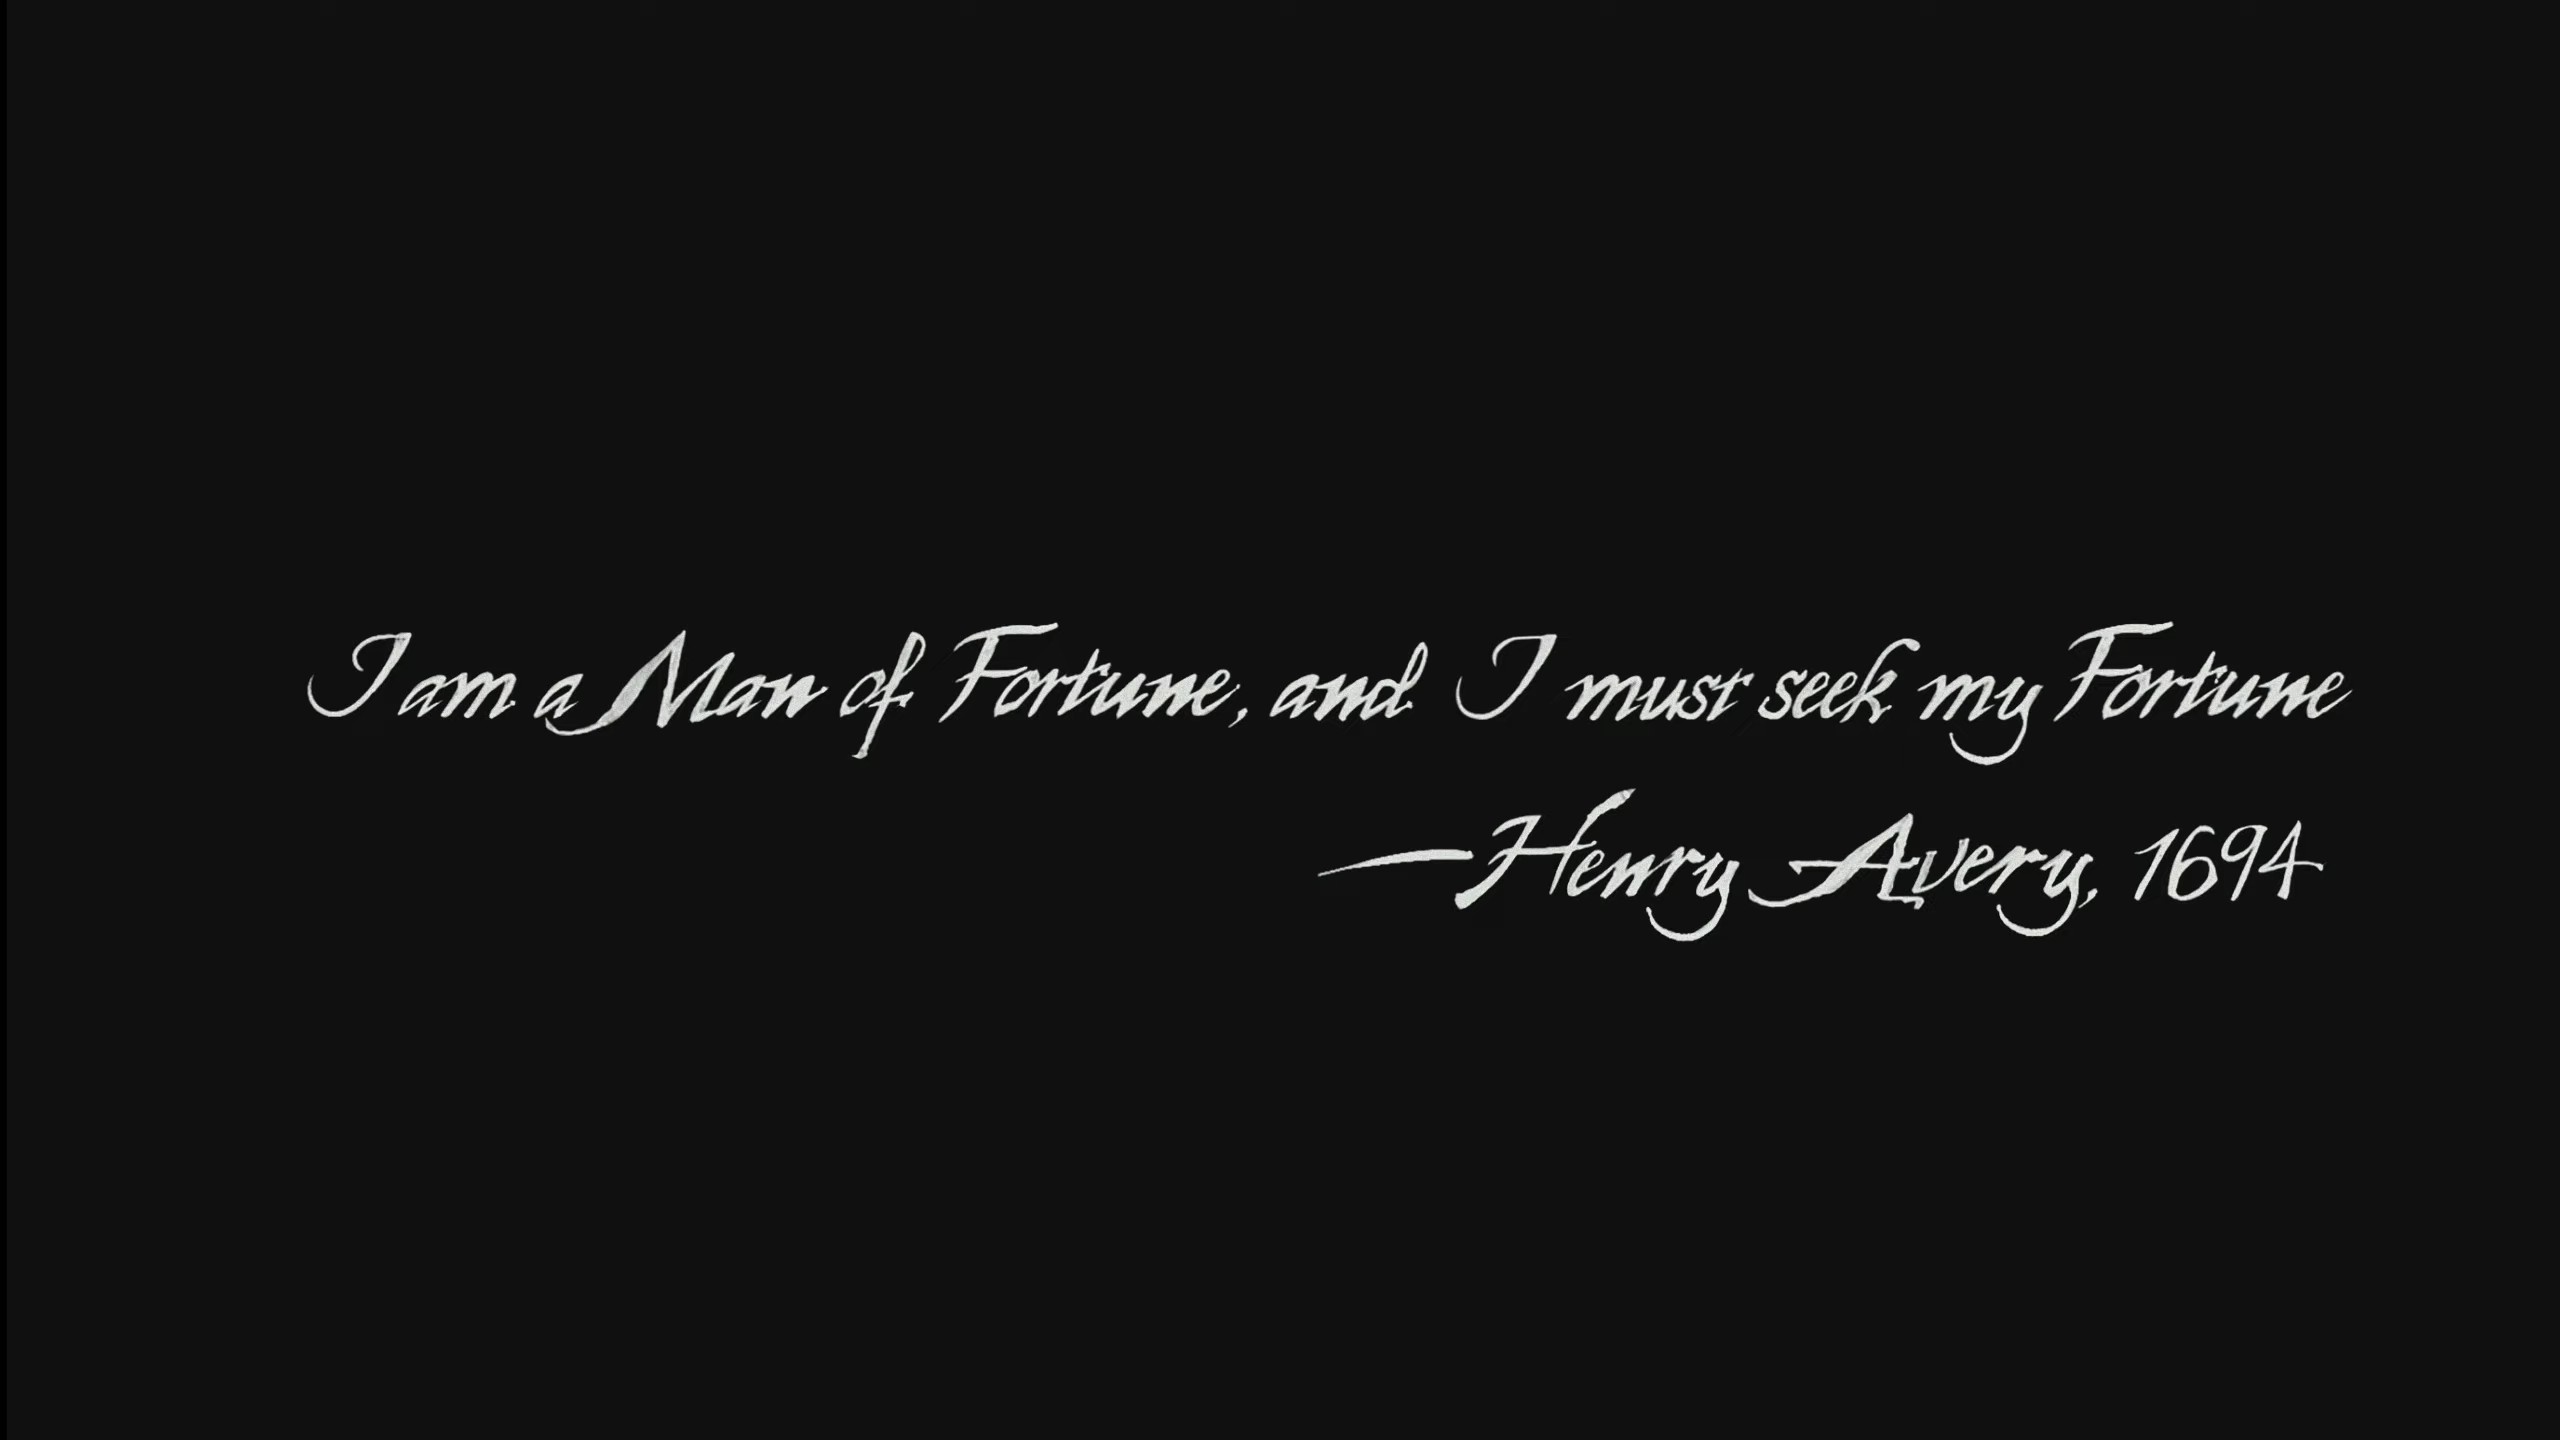 I am a Man of Fortune, and I must seek my Fortune
—Henry Avery, 1694